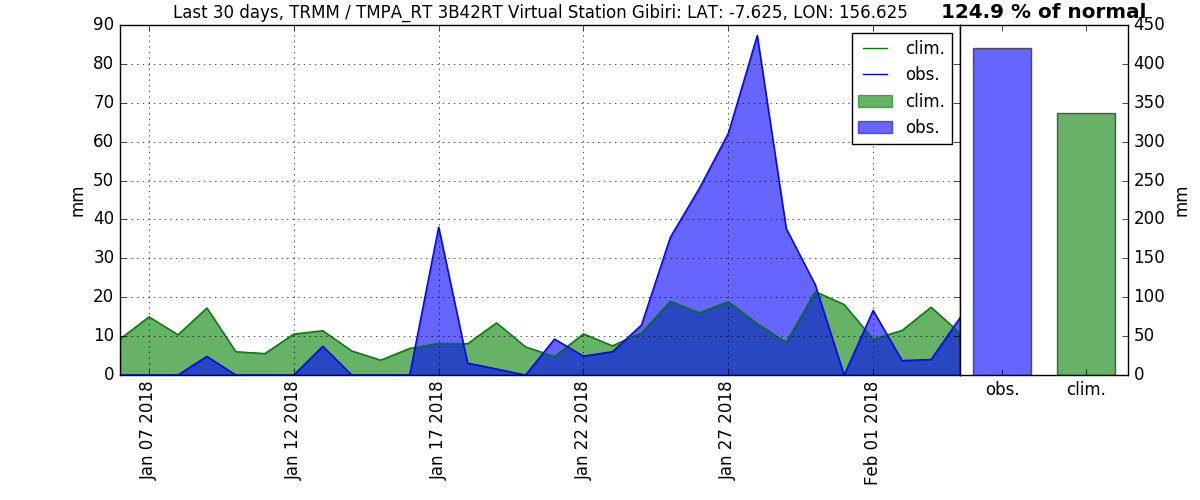 Last 30 days, TRMM / TMPA_RT 3B42RT Virtual Station Gibiri: LAT: -7.625, LON: 156.625
124.9 % of normal
90
80
70
60
50
40
30
20
10
0
mm
clim.
obs.
clim.
obs.
Jan 07 2018
Jan 12 2018
Jan 17 2018
Jan 22 2018
Jan 27 2018
Feb 01 2018
450
400
350
300
250
200
150
100
50
0
mm
obs.
clim.